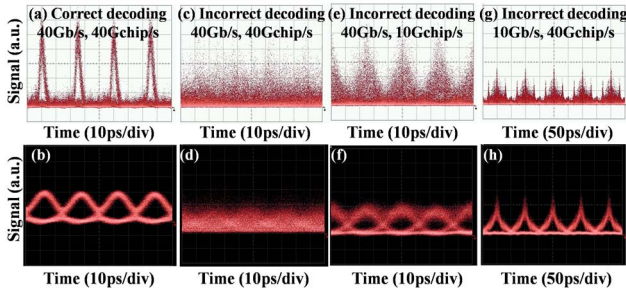 (a) Correct decoding
40Gb/s, 40Gchip/s
(c) Incorrect decoding
40Gb/s, 40Gchip/s
(e) Incorrect decoding
40Gb/s, 10Gchip/s
(g) Incorrect decoding
10Gb/s, 40Gchip/s
Signal (a.u.)
Time (10ps/div)
Time (10ps/div)
Time (10ps/div)
Time (50ps/div)
(b)
(d)
(f)
(h)
Signal (a.u.)
Time (10ps/div)
Time (10ps/div)
Time (10ps/div)
Time (50ps/div)